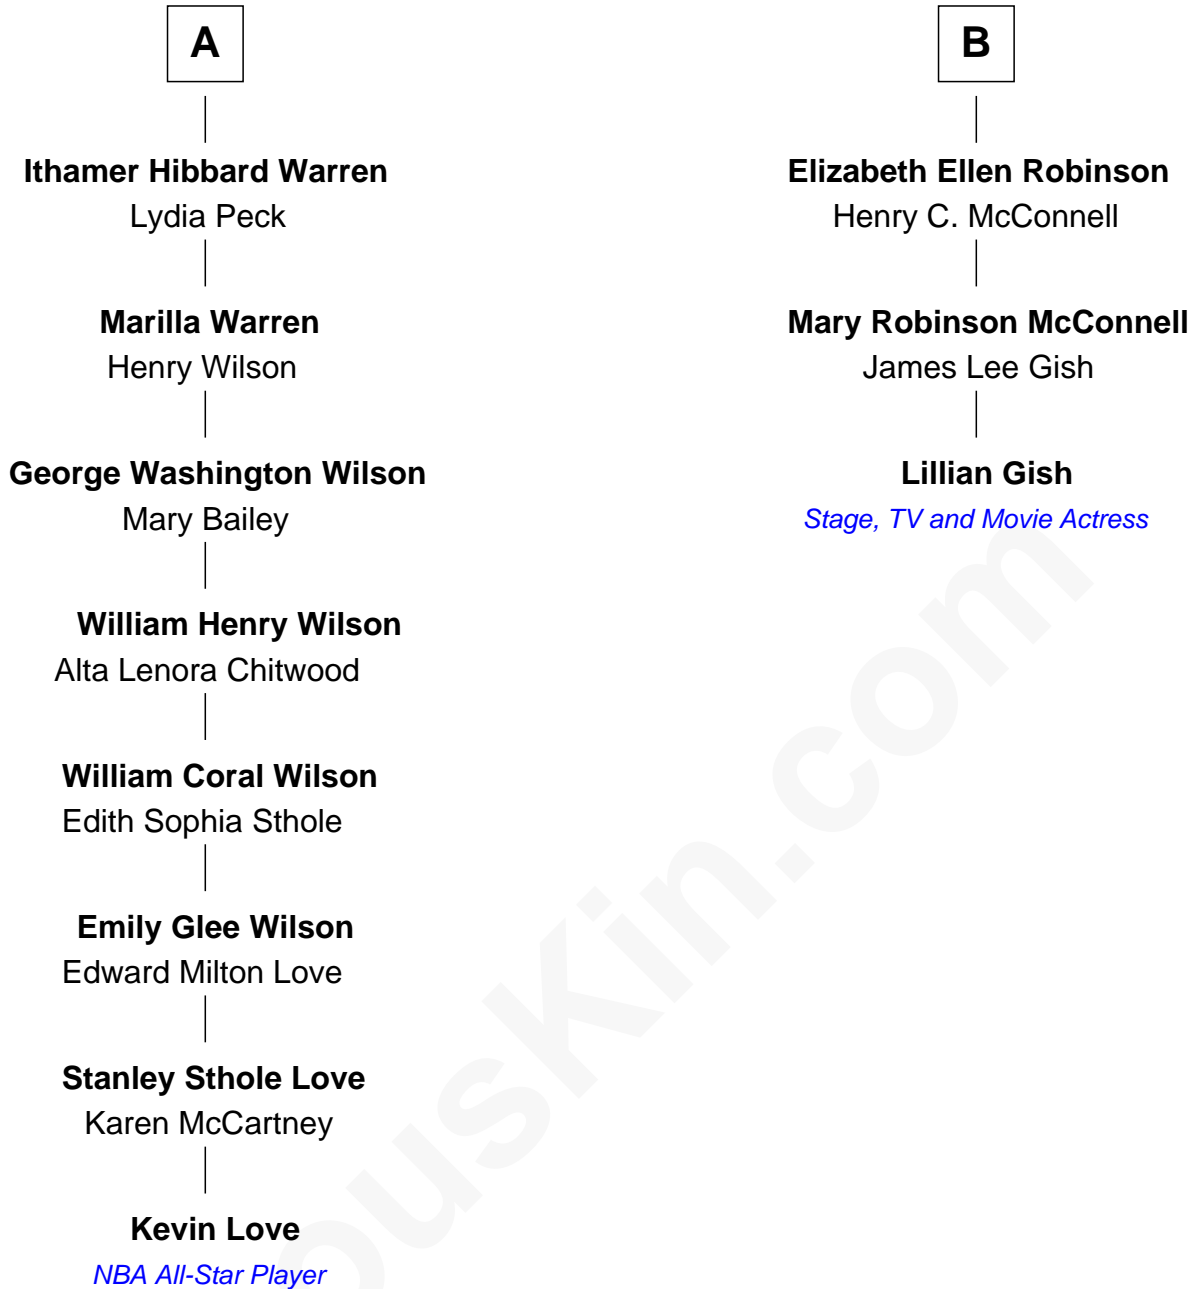 A
Ithamer Hibbard Warren
Lydia Peck
Marilla Warren
Henry Wilson
George Washington Wilson
Mary Bailey
William Henry Wilson
Alta Lenora Chitwood
William Coral Wilson
Edith Sophia Sthole
Emily Glee Wilson
Edward Milton Love
Stanley Sthole Love
Karen McCartney
Kevin Love
NBA All-Star Player
B
Elizabeth Ellen Robinson
Henry C. McConnell
Mary Robinson McConnell
James Lee Gish
Lillian Gish
Stage, TV and Movie Actress
ousKin.com